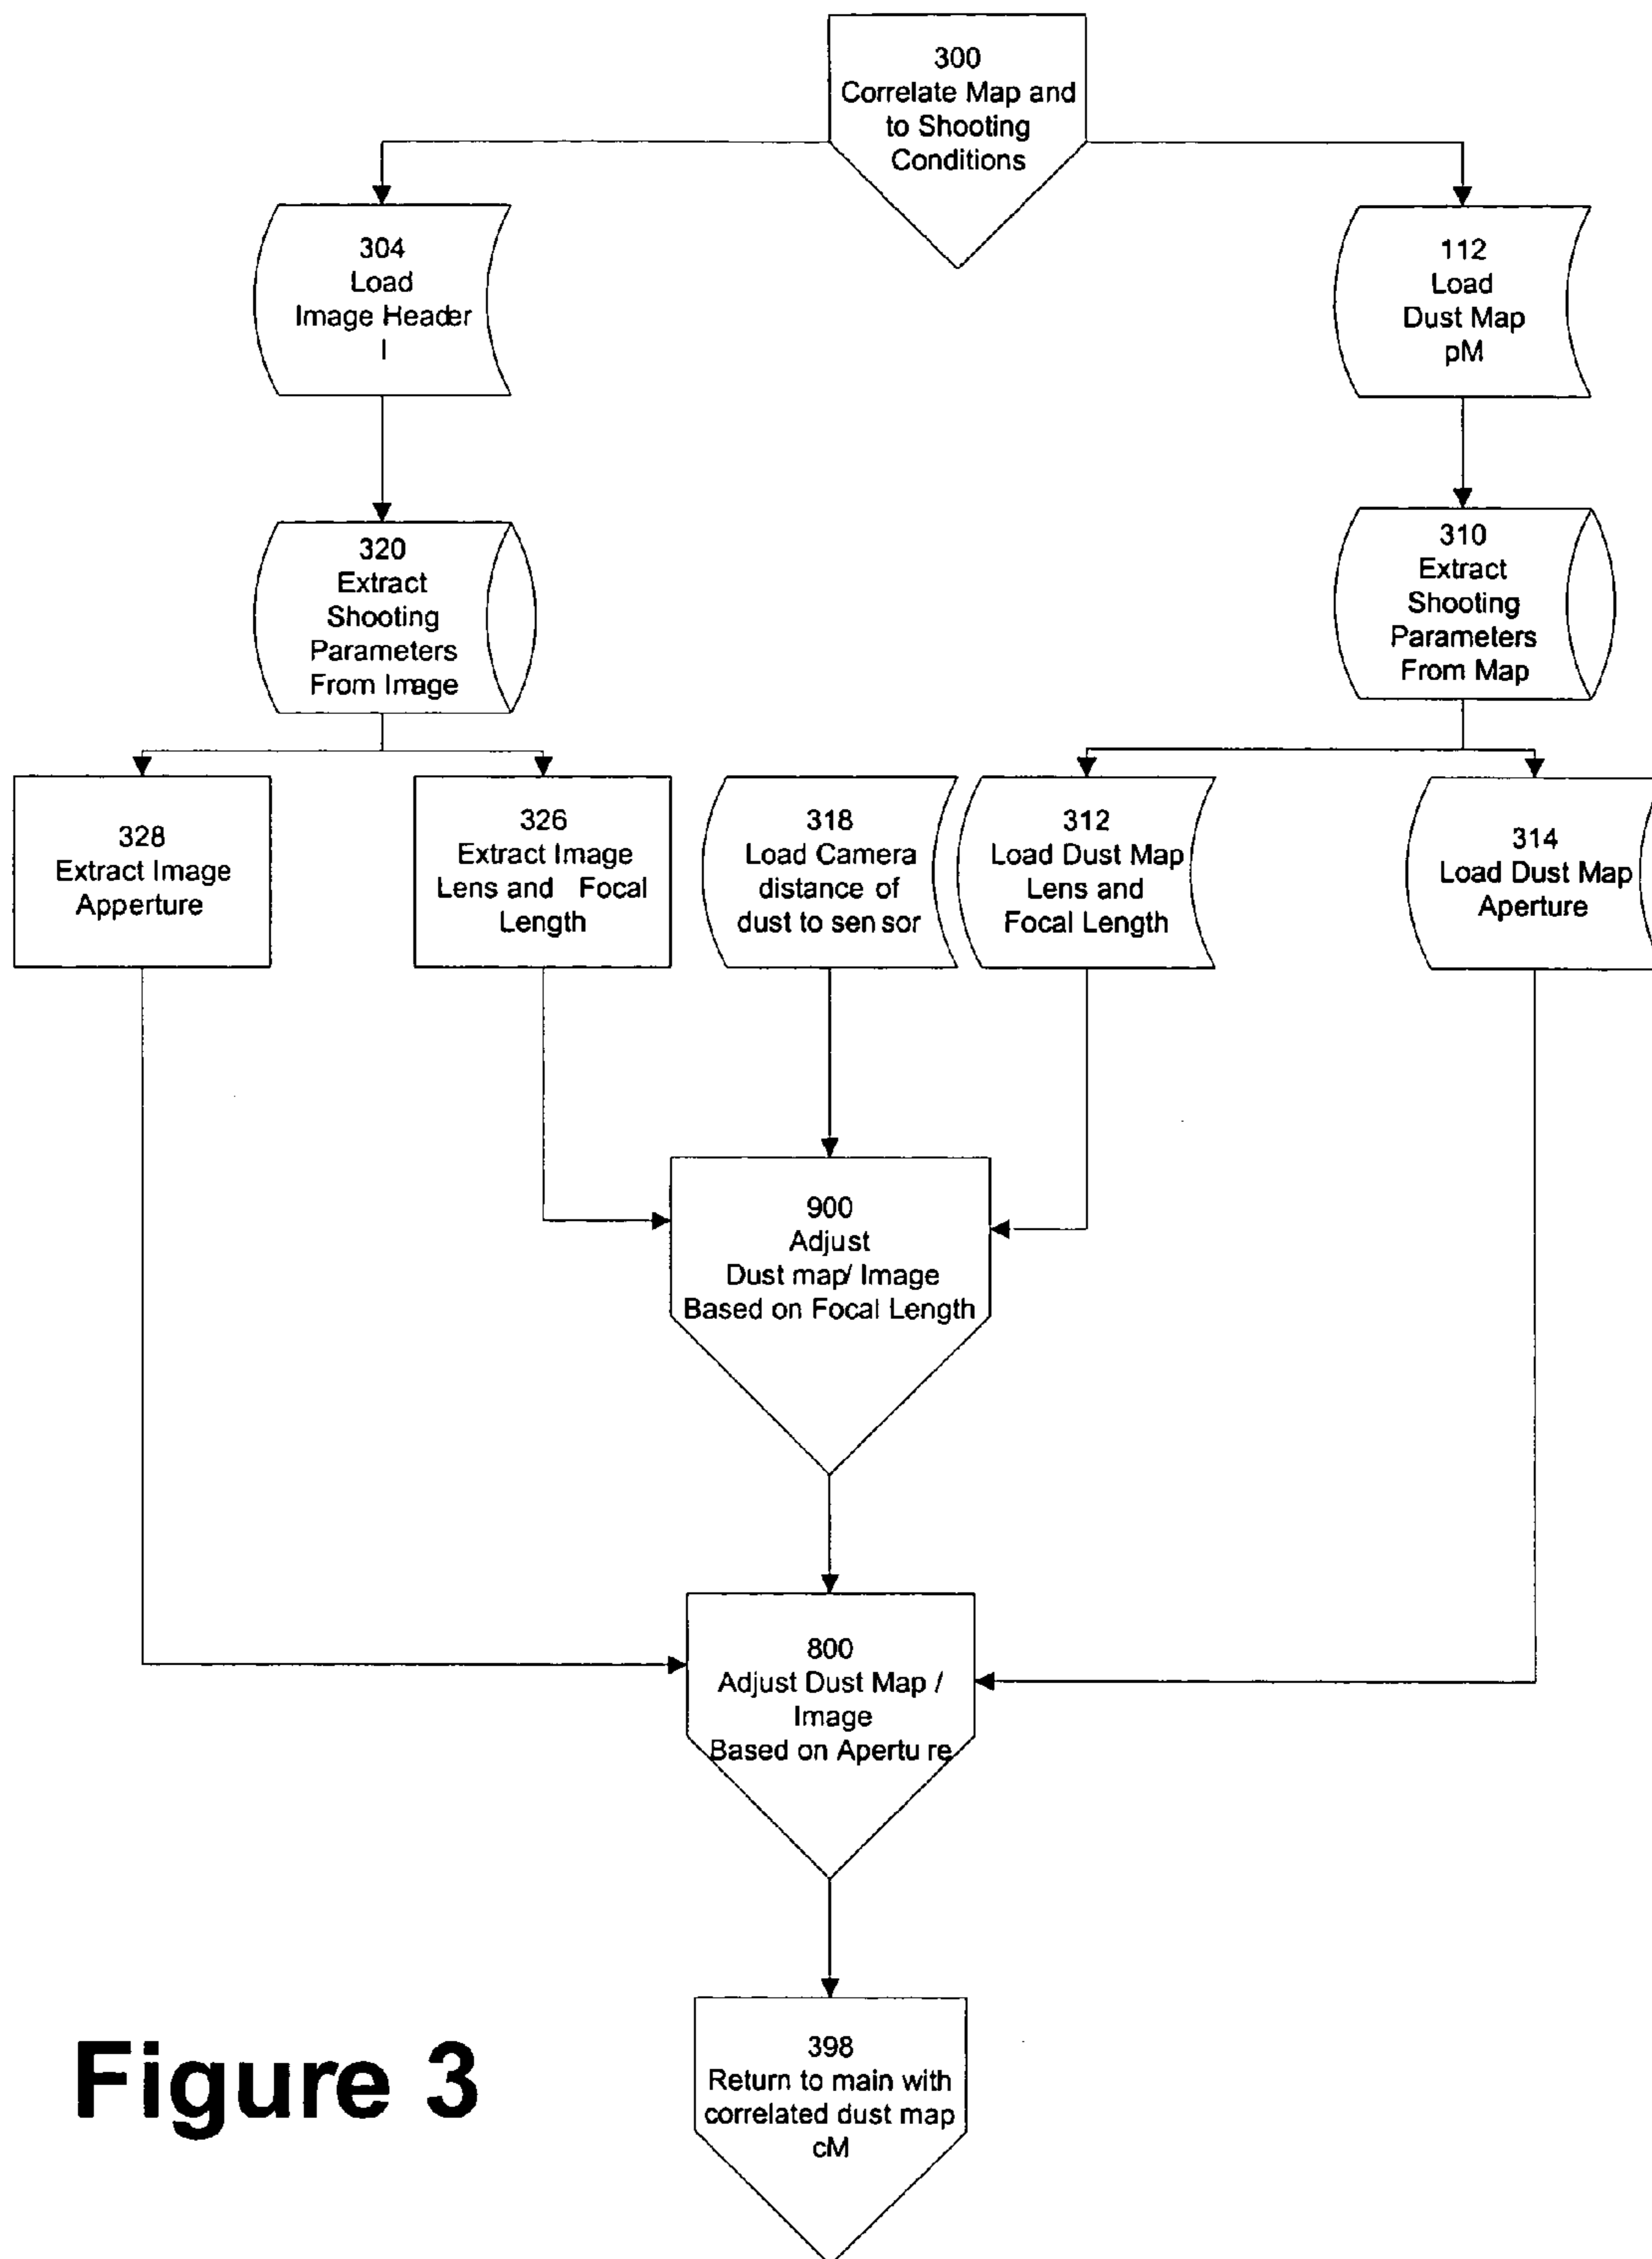 300
Correlate Map and
to Shooting
Conditions
304
Load
Image Header
I
112
Load
Dust Map
pM
320
Extract
Shooting
Parameters
From Image
310
Extract
Shooting
Parameters
From Map
328
Extract Image
Apperture
326
Extract Image
Lens and Focal
Length
318
Load Camera
distance of
dust to sensor
312
Load Dust Map
Lens and
Focal Length
314
Load Dust Map
Aperture
900
Adjust
Dust map/ Image
Based on Focal Length
800
Adjust Dust Map /
Image
Based on Aperture
398
Return to main with
correlated dust map
cM
Figure 3